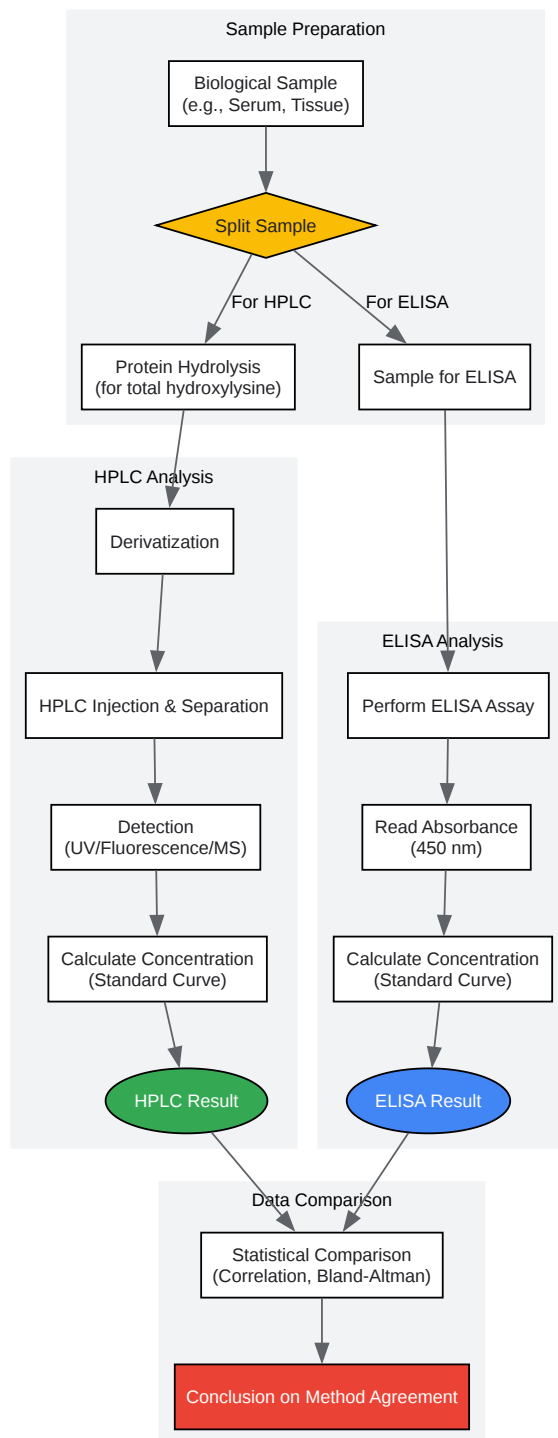 Sample Preparation
Biological Sample
(e.g., Serum, Tissue)
Split Sample
For HPLC
For ELISA
Protein Hydrolysis
(for total hydroxylysine)
Sample for ELISA
HPLC Analysis
Derivatization
HPLC Injection & Separation
Detection
(UV/Fluorescence/MS)
Calculate Concentration
(Standard Curve)
HPLC Result
ELISA Analysis
Perform ELISA Assay
Read Absorbance
(450 nm)
Calculate Concentration
(Standard Curve)
ELISA Result
Data Comparison
Statistical Comparison
(Correlation, Bland-Altman)
Conclusion on Method Agreement